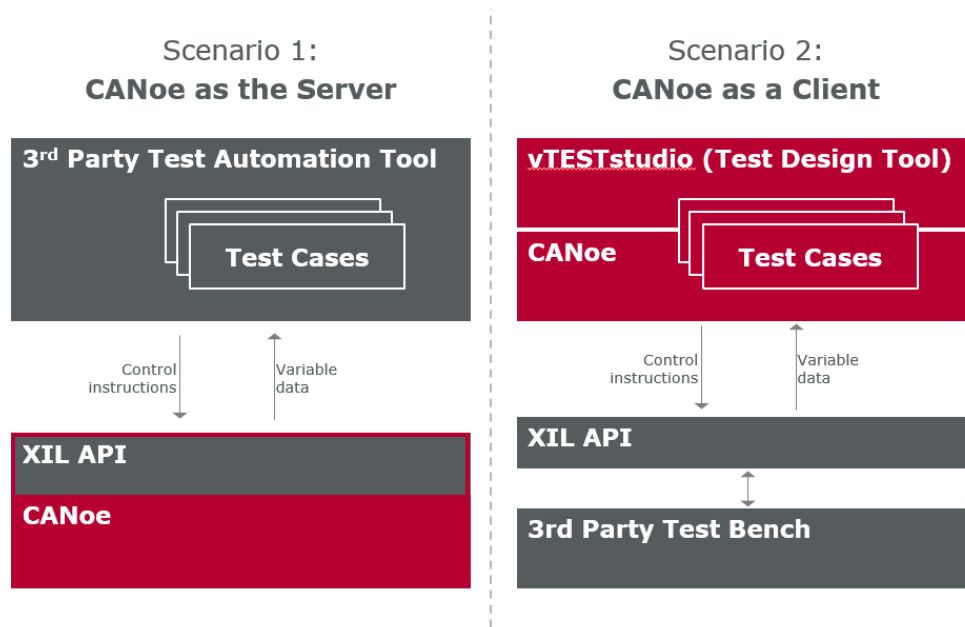 Scenario 1:
CANoe as the Server
3rd Party Test Automation Tool
Test Cases
Control
instructions
Variable
data
XIL API
CANoe
Scenario 2:
CANoe as a Client
vTESTstudio (Test Design Tool)
CANoe
Test Cases
Control
instructions
Variable
data
XIL API
3rd Party Test Bench